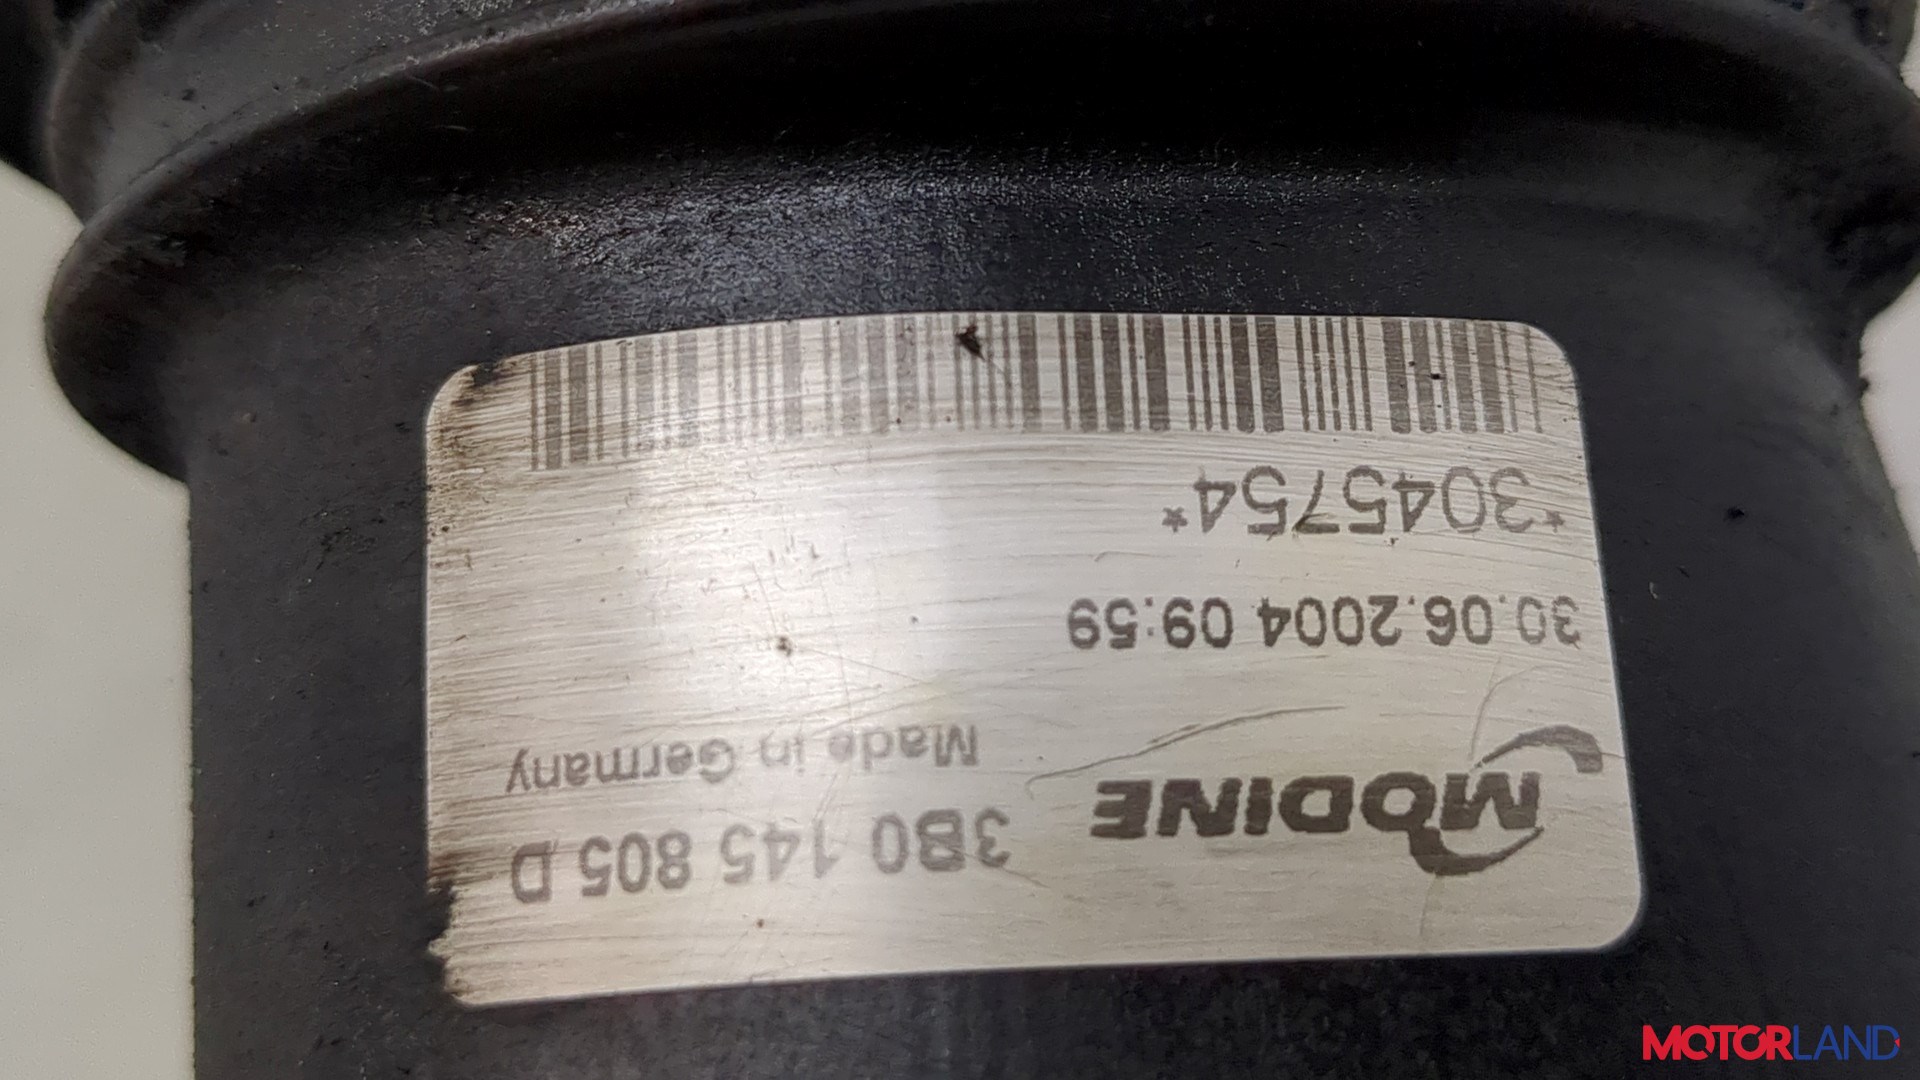 3B0 145 805 D
Made in Germany
MODINE
30.06.2004 09:59
*3045754*
MOTORLAND